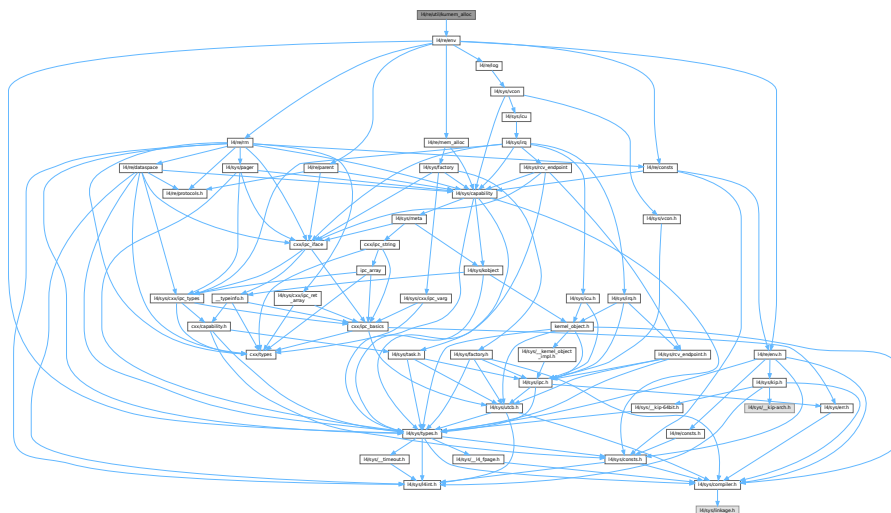 l4/re/util/dumem_alloc
l4/re/env
l4/re/log
l4/sys/vcon
l4/sys/icu
l4/re/rm
l4/re/mem_alloc
l4/sys/irq
l4/re/dataspace
l4/sys/pager
l4/re/parent
l4/sys/factory
l4/sys/rcv_endpoint
l4/re/consts
l4/re/protocols.h
l4/sys/capability
l4/sys/meta
l4/sys/vcon.h
cxx/ipc_iface
cxx/ipc_string
ipc_array
l4/sys/kobject
l4/sys/cxx/ipc_types
__typeinfo.h
l4/sys/cxx/ipc_ret
_array
l4/sys/cxx/ipc_varg
l4/sys/icu.h
l4/sys/irq.h
cxx/capability.h
cxx/ipc_basics
kernel_object.h
cxx/types
l4/sys/task.h
l4/sys/factory.h
l4/sys/__kernel_object
_impl.h
l4/sys/rcv_endpoint.h
l4/re/env.h
l4/sys/ipc.h
l4/sys/kip.h
l4/sys/utcb.h
l4/sys/__kip-64bit.h
l4/sys/__kip-arch.h
l4/sys/err.h
l4/sys/types.h
l4/re/consts.h
l4/sys/__timeout.h
l4/sys/__l4_fpage.h
l4/sys/consts.h
l4/sys/l4int.h
l4/sys/compiler.h
l4/sys/linkage.h